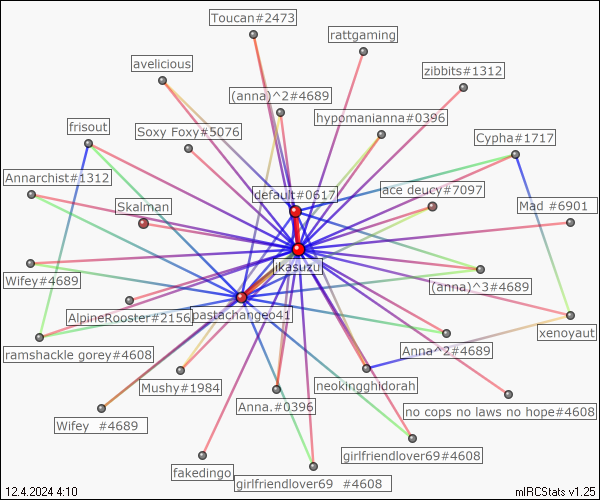 Toucan#2473
rattgaming
avelicious
zibbits#1312
(anna)^2#4689
hypomanianna#0396
frisout
Soxy Foxy#5076
Cypha#1717
Annarchist#1312
default#0617
ace deucy#7097
Skalman
Mad #6901
ikasuzu
Wifey#4689
(anna)^3#4689
AlpineRooster#2156
pastachangeo41
xenoyaut
ramshackle gorey#4608
Anna^2#4689
Mushy#1984
neokingghidorah
Anna.#0396
no cops no laws no hope#4608
Wifey #4689
girlfriendlover69#4608
fakedingo
girlfriendlover69 #4608
12.4.2024 4:10
mIRCStats v1.25